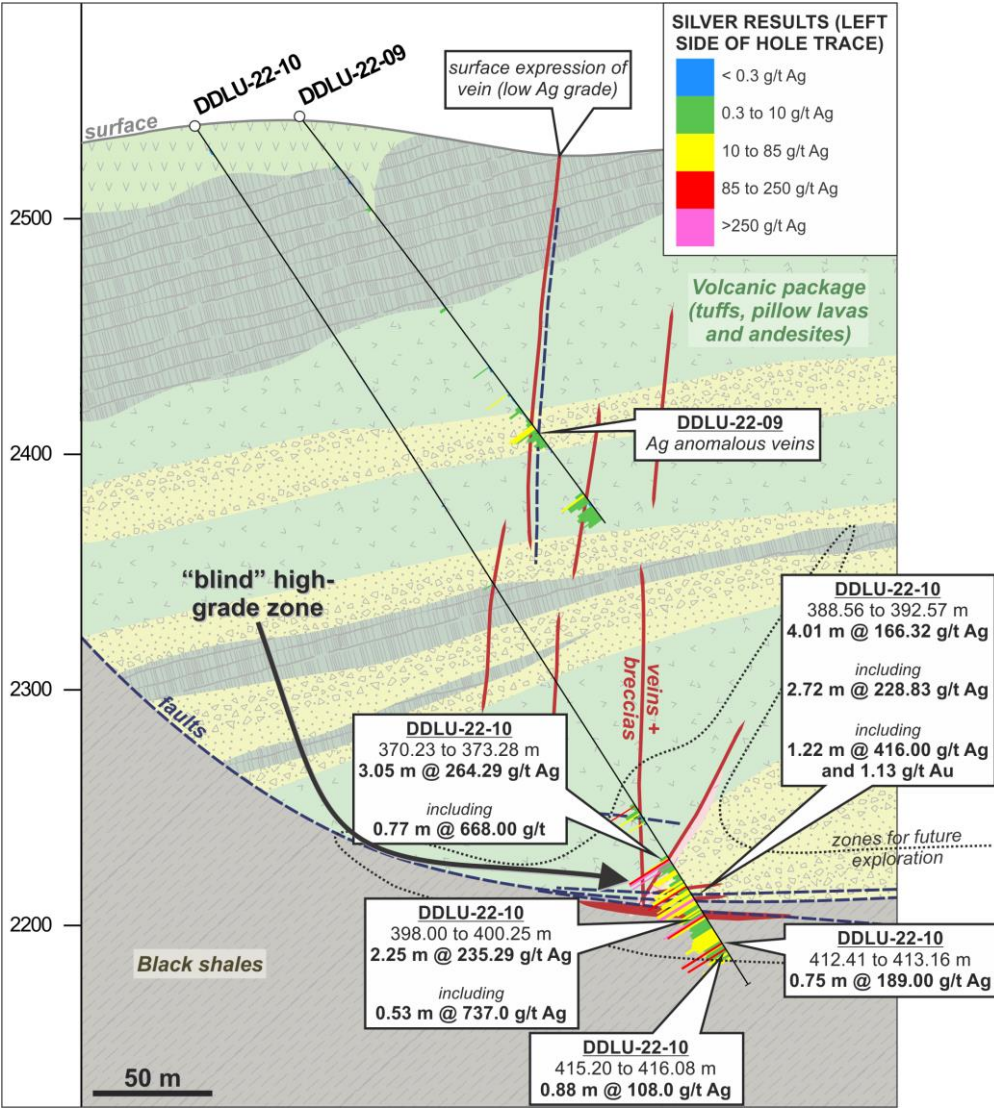 DDLU-22-10
DDLU-22-09
surface
surface expression of
vein (low Ag grade)
SILVER RESULTS (LEFT
SIDE OF HOLE TRACE)
< 0.3 g/t Ag
0.3 to 10 g/t Ag
10 to 85 g/t Ag
85 to 250 g/t Ag
>250 g/t Ag
2500
Volcanic package
(tuffs, pillow lavas
and andesites)
2400
DDLU-22-09
Ag anomalous veins
"blind" high-
grade zone
2300
faults
veins +
breccias
DDLU-22-10
388.56 to 392.57 m
4.01 m @ 166.32 g/t Ag
including
2.72 m @ 228.83 g/t Ag
including
1.22 m @ 416.00 g/t Ag
and 1.13 g/t Au
DDLU-22-10
370.23 to 373.28 m
3.05 m @ 264.29 g/t Ag
including
0.77 m @ 668.00 g/t
zones for future
exploration
2200
DDLU-22-10
398.00 to 400.25 m
2.25 m @ 235.29 g/t Ag
including
0.53 m @ 737.0 g/t Ag
DDLU-22-10
412.41 to 413.16 m
0.75 m @ 189.00 g/t Ag
Black shales
DDLU-22-10
415.20 to 416.08 m
0.88 m @ 108.0 g/t Ag
50 m